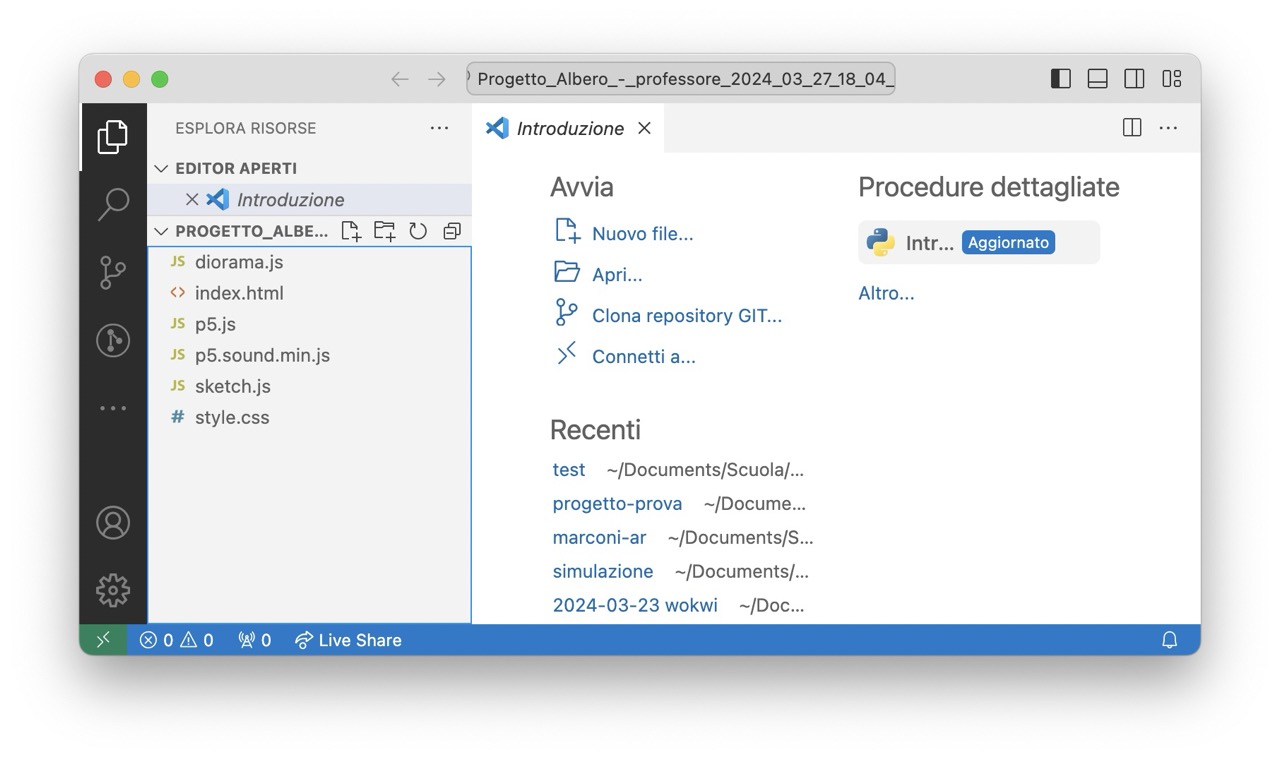 Progetto_Albero_-_professore_2024_03_27_18_04_
ESPLORA RISORSE
Introduzione
EDITOR APERTI
Introduzione
PROGETTO_ALBE...
JS diorama.js
<> index.html
JS p5.js
JS p5.sound.min.js
JS sketch.js
# style.css
Avvia
Nuovo file...
Apri...
Clona repository GIT...
Connetti a...
Procedure dettagliate
Intr... Aggiornato
Altro...
Recenti
test ~/Documents/Scuola/...
progetto-prova ~/Docume...
marconi-ar ~/Documents/S...
simulazione ~/Documents/...
2024-03-23 wokwi ~/Doc...
0 0 0 Live Share